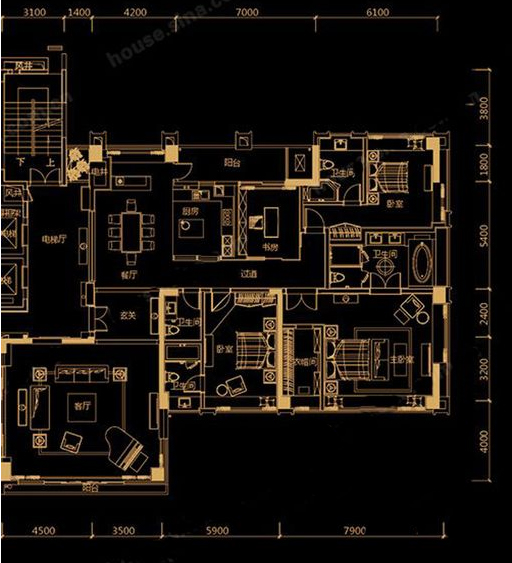 3100 1400 4200 7000 6100
house.sina.co
风井
3800
下 上
电井
阳台
卫生间
1800
卧室
风井
厨房
电梯厅
餐厅
书房
过道
卫生间
5400
玄关
卫生间
卧室
衣帽间
主卧室
2400
卫生间
3200
客厅
4000
阳台
4500 3500 5900 7900